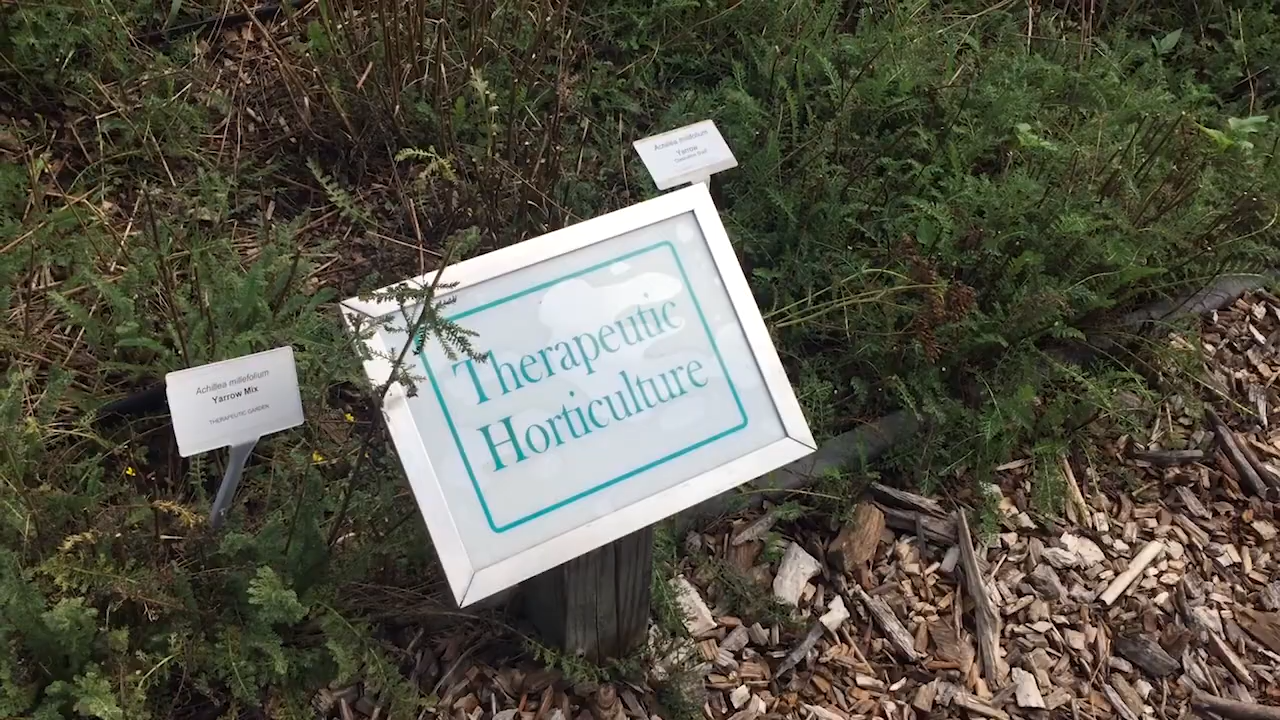 Achillea millefolium
Yarrow
Therapeutic
Horticulture
Achillea millefolium
Yarrow Mix
THERAPEUTIC GARDEN